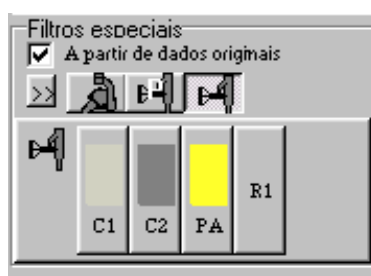 Filtros especiais
A partir de dados originais
>>
C1 C2 PA R1